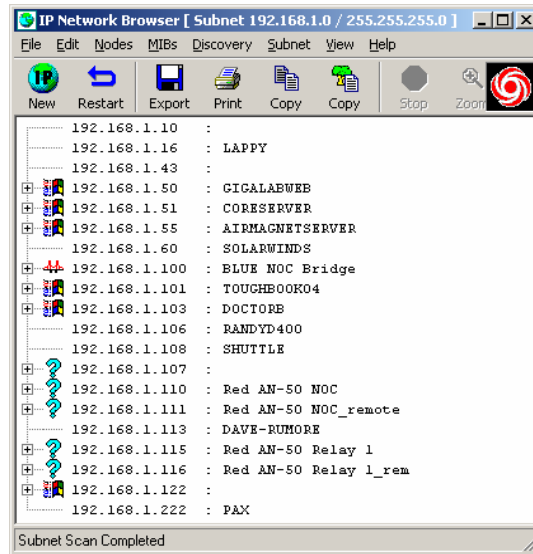 IP Network Browser [ Subnet 192.168.1.0 / 255.255.255.0 ]
File Edit Nodes MIBs Discovery Subnet View Help
IP
New Restart Export Print Copy Copy Stop Zoom
192.168.1.10 :
192.168.1.16 : LAPPY
192.168.1.43 :
192.168.1.50 : GIGALABWEB
192.168.1.51 : CORESERVER
192.168.1.55 : AIRMAGNETSERVER
192.168.1.60 : SOLARWINDS
192.168.1.100 : BLUE NOC Bridge
192.168.1.101 : TOUGHBOOK04
192.168.1.103 : DOCTORB
192.168.1.106 : RANDYD400
192.168.1.108 : SHUTTLE
192.168.1.107 :
192.168.1.110 : Red AN-50 NOC
192.168.1.111 : Red AN-50 NOC_remote
192.168.1.113 : DAVE-RUMORE
192.168.1.115 : Red AN-50 Relay 1
192.168.1.116 : Red AN-50 Relay 1_rem
192.168.1.122 :
192.168.1.222 : PAX
Subnet Scan Completed